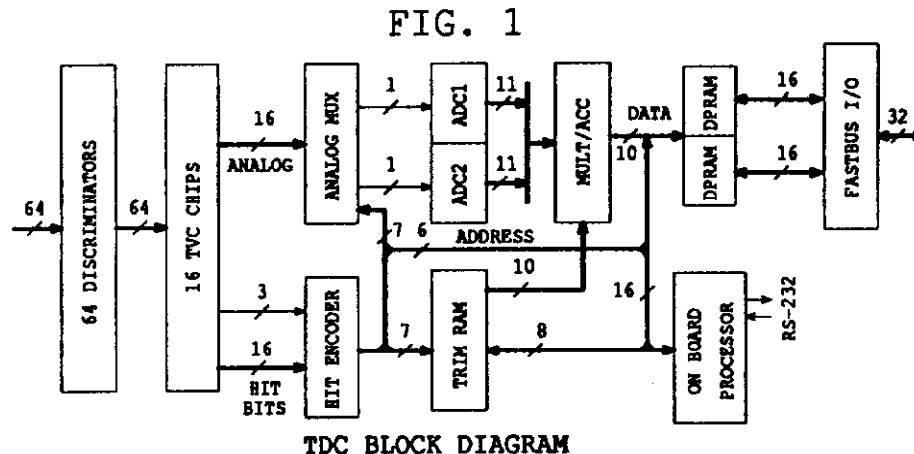 FIG. 1
64
64 DISCRIMINATORS
64
16 TVC CHIPS
16
ANALOG
3
16
HIT
BITS
ANALOG MUX
HIT ENCODER
1
1
7
6
ADDRESS
7
ADC1
ADC2
11
11
TRIM RAM
10
8
MULT/ACC
DATA
10
16
DPRAM
DPRAM
16
16
FASTBUS I/O
32
ON BOARD
PROCESSOR
RS-232
TDC BLOCK DIAGRAM